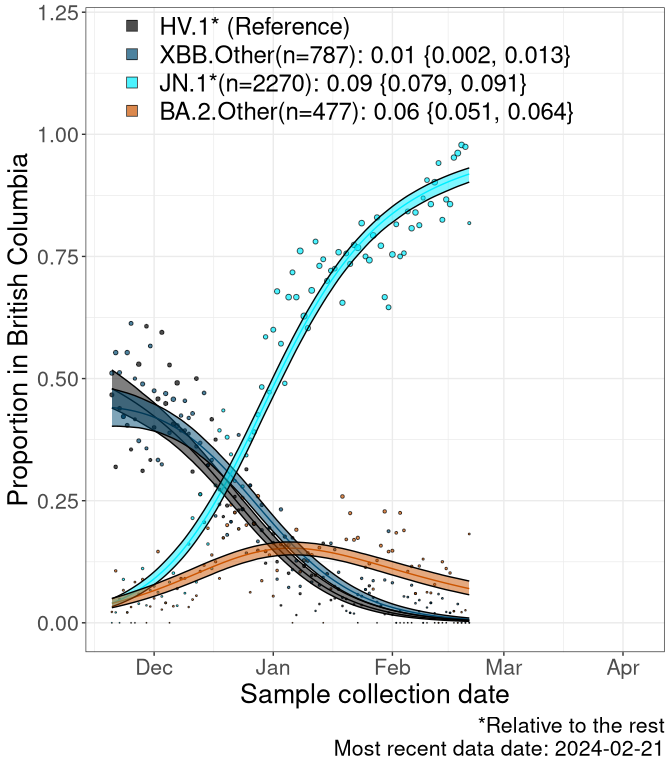 HV.1* (Reference)
XBB.Other(n=787): 0.01 {0.002, 0.013}
JN.1*(n=2270): 0.09 {0.079, 0.091}
BA.2.Other(n=477): 0.06 {0.051, 0.064}
1.25
1.00
0.75
0.50
0.25
0.00
Proportion in British Columbia
Dec Jan Feb Mar Apr
Sample collection date
*Relative to the rest
Most recent data date: 2024-02-21